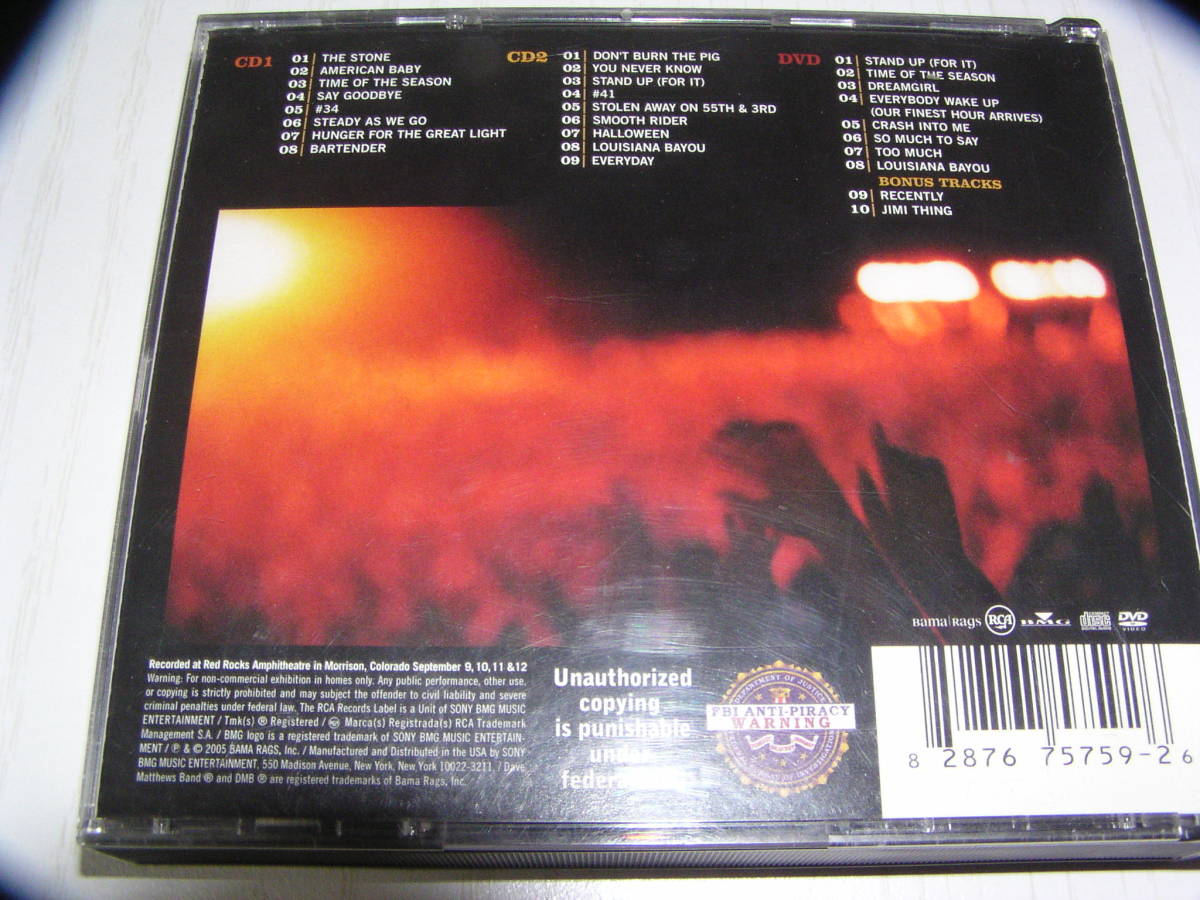 CD1
01 THE STONE
02 AMERICAN BABY
03 TIME OF THE SEASON
04 SAY GOODBYE
05 #34
06 STEADY AS WE GO
07 HUNGER FOR THE GREAT LIGHT
08 BARTENDER
CD2
01 DON'T BURN THE PIG
02 YOU NEVER KNOW
03 STAND UP (FOR IT)
04 #41
05 STOLEN AWAY ON 55TH & 3RD
06 SMOOTH RIDER
07 HALLOWEEN
08 LOUISIANA BAYOU
09 EVERYDAY
DVD
01 STAND UP (FOR IT)
02 TIME OF THE SEASON
03 DREAMGIRL
04 EVERYBODY WAKE UP
(OUR FINEST HOUR ARRIVES)
05 CRASH INTO ME
06 SO MUCH TO SAY
07 TOO MUCH
08 LOUISIANA BAYOU
BONUS TRACKS
09 RECENTLY
10 JIMI THING
Bama Rags RCA BMG COMPACT disc DIGITAL AUDIO DVD VIDEO
Recorded at Red Rocks Amphitheatre in Morrison, Colorado September 9, 10, 11 & 12
Warning: For non-commercial exhibition in homes only. Any public performance, other use,
or copying is strictly prohibited and may subject the offender to civil liability and severe
criminal penalties under federal law. The RCA Records Label is a Unit of SONY BMG MUSIC
ENTERTAINMENT / Tmk(s) ® Registered / Marca(s) Registrada(s) RCA Trademark
Management S.A. / BMG logo is a registered trademark of SONY BMG MUSIC ENTERTAIN-
MENT / ℗ & © 2005 BAMA RAGS, Inc. / Manufactured and Distributed in the USA by SONY
BMG MUSIC ENTERTAINMENT, 550 Madison Avenue, New York, New York 10022-3211. / Dave
Matthews Band ® and DMB ® are registered trademarks of Bama Rags, Inc.
Unauthorized
copying
is punishable
under
federal
DEPARTMENT OF JUSTICE
FBI ANTI-PIRACY
WARNING
8 28767 57592 6